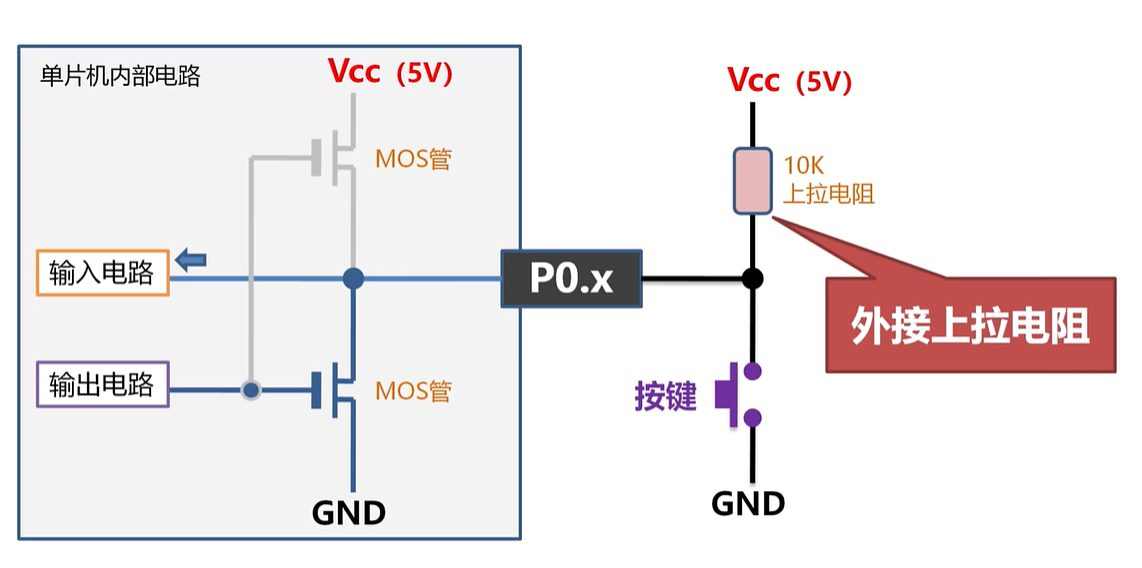 单片机内部电路
Vcc（5V）
MOS管
输入电路
输出电路
MOS管
GND
P0.x
Vcc（5V）
10K
上拉电阻
外接上拉电阻
按键
GND